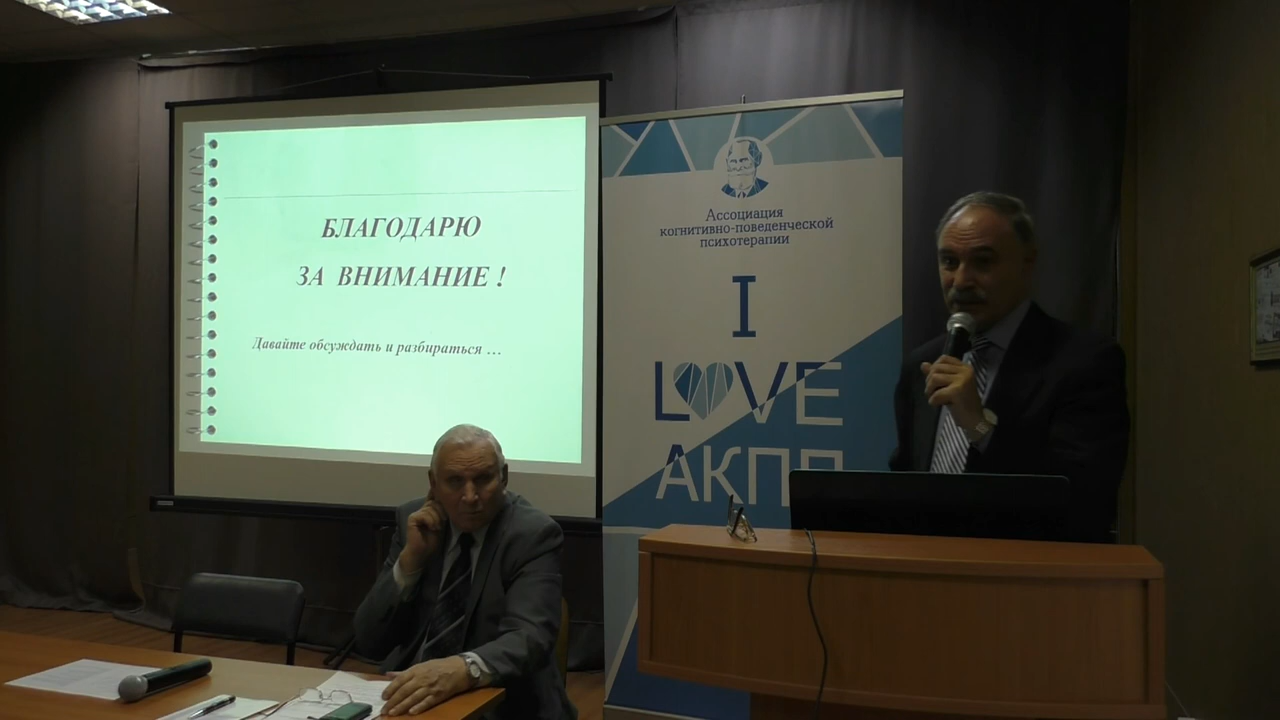 БЛАГОДАРЮ
ЗА ВНИМАНИЕ !
Давайте обсуждать и разбираться ...
Ассоциация
когнитивно-поведенческой
психотерапии
I
LOVE
АКПП